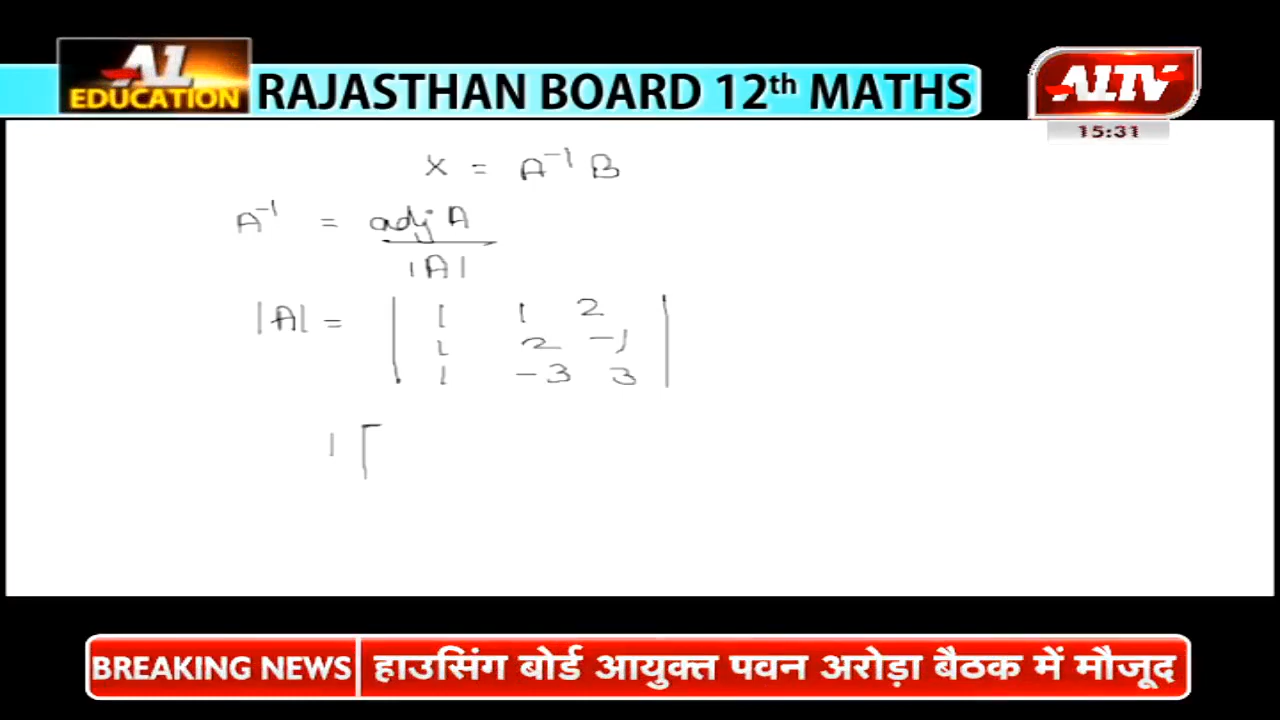 A1
EDUCATION
RAJASTHAN BOARD 12th MATHS
A1TV
15:31
X = A⁻¹ B
A⁻¹ = adj A
|A|
|A| = | 1 1 2 |
| 1 2 -1 |
| 1 -3 3 |
1 [
BREAKING NEWS हाउसिंग बोर्ड आयुक्त पवन अरोड़ा बैठक में मौजूद